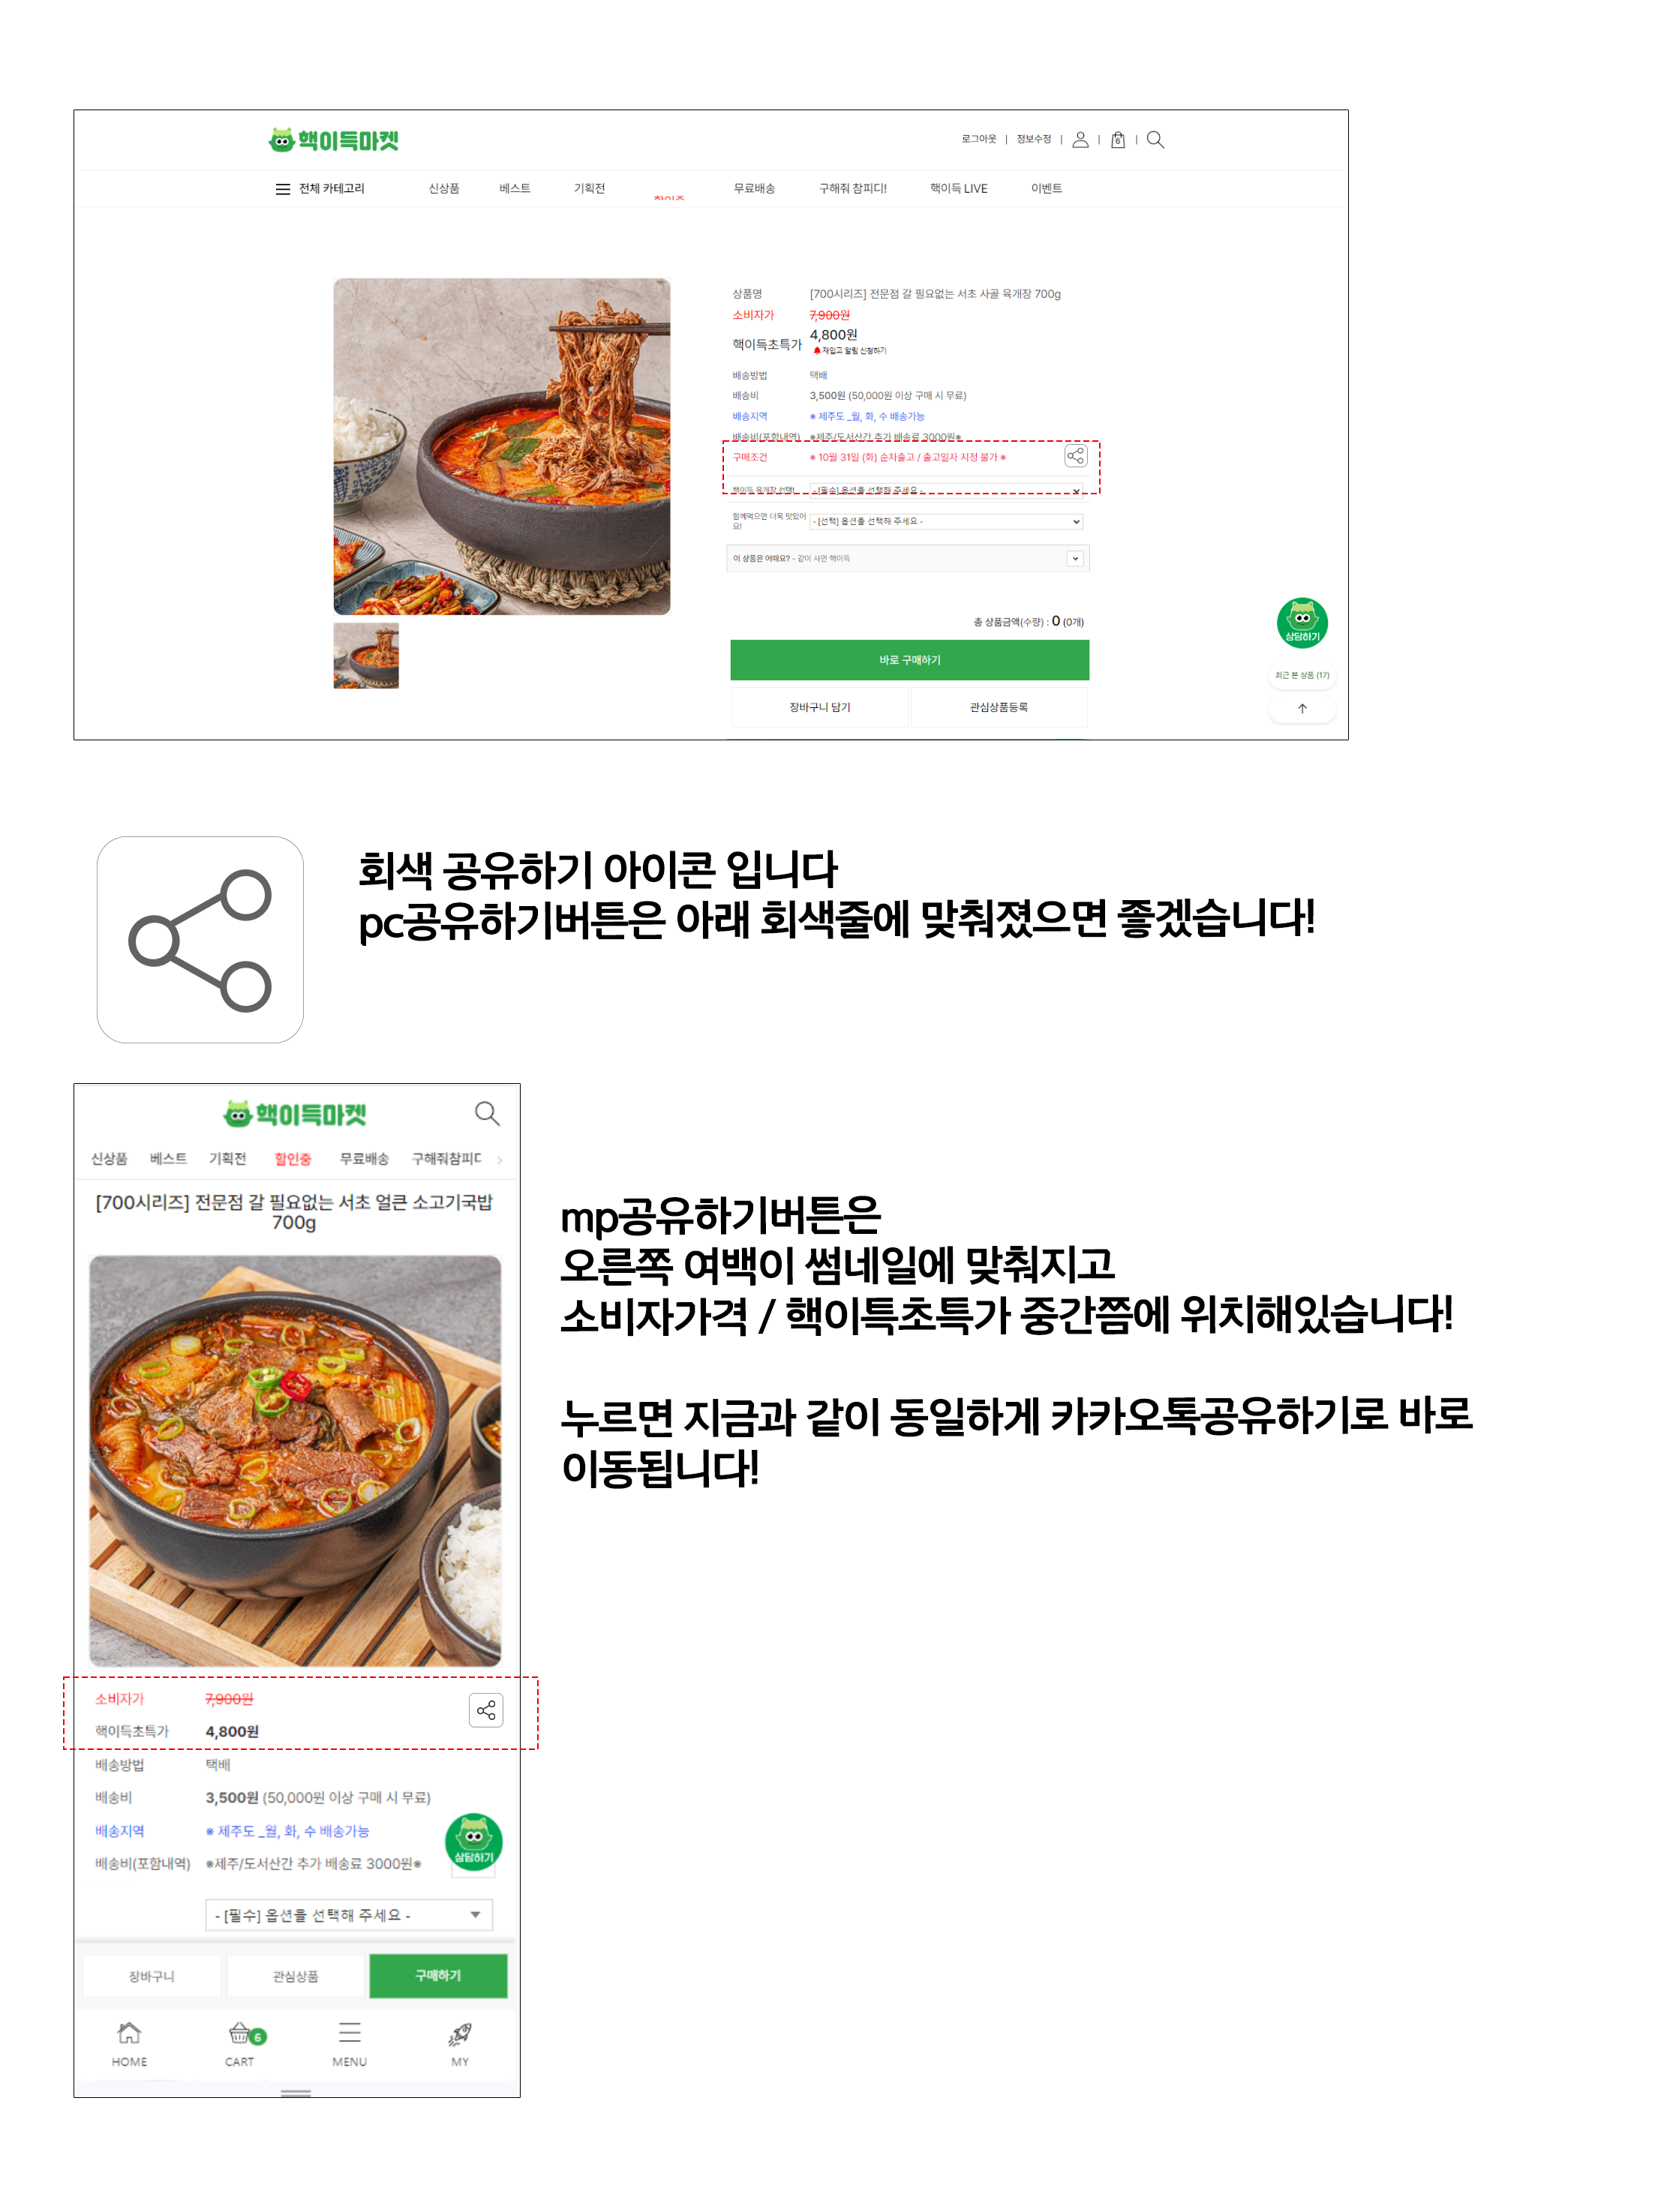 핵이득마켓
로그아웃 | 정보수정 | | 6 |
전체 카테고리 신상품 베스트 기획전 할인중 무료배송 구해줘 참피디! 핵이득 LIVE 이벤트
상품명 [700시리즈] 전문점 갈 필요없는 서초 사골 육개장 700g
소비자가 7,900원
핵이득초특가 4,800원
재입고 알림 신청하기
배송방법 택배
배송비 3,500원 (50,000원 이상 구매 시 무료)
배송지역 ※ 제주도 _월, 화, 수 배송가능
배송비(포함내역) ※제주/도서산간 추가 배송료 3000원※
구매조건 ※ 10월 31일 (화) 순차출고 / 출고일자 지정 불가 ※
핵이득 육개장 선택! - [필수] 옵션을 선택해 주세요 -
함께먹으면 더욱 맛있어
요! - [선택] 옵션을 선택해 주세요 -
이 상품은 어때요? - 같이 사면 핵이득
총 상품금액(수량) : 0 (0개)
바로 구매하기
장바구니 담기 관심상품등록
상담하기
최근 본 상품 (17)
회색 공유하기 아이콘 입니다
pc공유하기버튼은 아래 회색줄에 맞춰졌으면 좋겠습니다!
핵이득마켓
신상품 베스트 기획전 할인중 무료배송 구해줘참피디
[700시리즈] 전문점 갈 필요없는 서초 얼큰 소고기국밥
700g
소비자가 7,900원
핵이득초특가 4,800원
배송방법 택배
배송비 3,500원 (50,000원 이상 구매 시 무료)
배송지역 ※ 제주도 _월, 화, 수 배송가능
배송비(포함내역) ※제주/도서산간 추가 배송료 3000원※
상담하기
- [필수] 옵션을 선택해 주세요 -
장바구니 관심상품 구매하기
6
HOME CART MENU MY
mp공유하기버튼은
오른쪽 여백이 썸네일에 맞춰지고
소비자가격 / 핵이특초특가 중간쯤에 위치해있습니다!
누르면 지금과 같이 동일하게 카카오톡공유하기로 바로
이동됩니다!